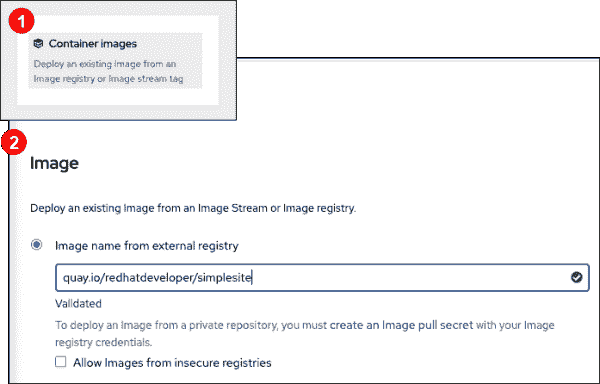 1
Container images
Deploy an existing Image from an
Image registry or Image stream tag
2
Image
Deploy an existing Image from an Image Stream or Image registry.
Image name from external registry
quay.io/redhatdeveloper/simplesite
Validated
To deploy an Image from a private repository, you must create an Image pull secret with your Image
registry credentials.
Allow Images from insecure registries